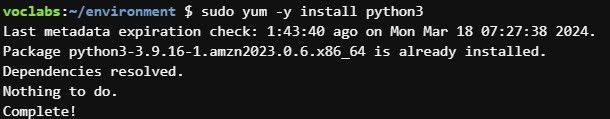 voclabs:~/environment $ sudo yum -y install python3
Last metadata expiration check: 1:43:40 ago on Mon Mar 18 07:27:38 2024.
Package python3-3.9.16-1.amzn2023.0.6.x86_64 is already installed.
Dependencies resolved.
Nothing to do.
Complete!